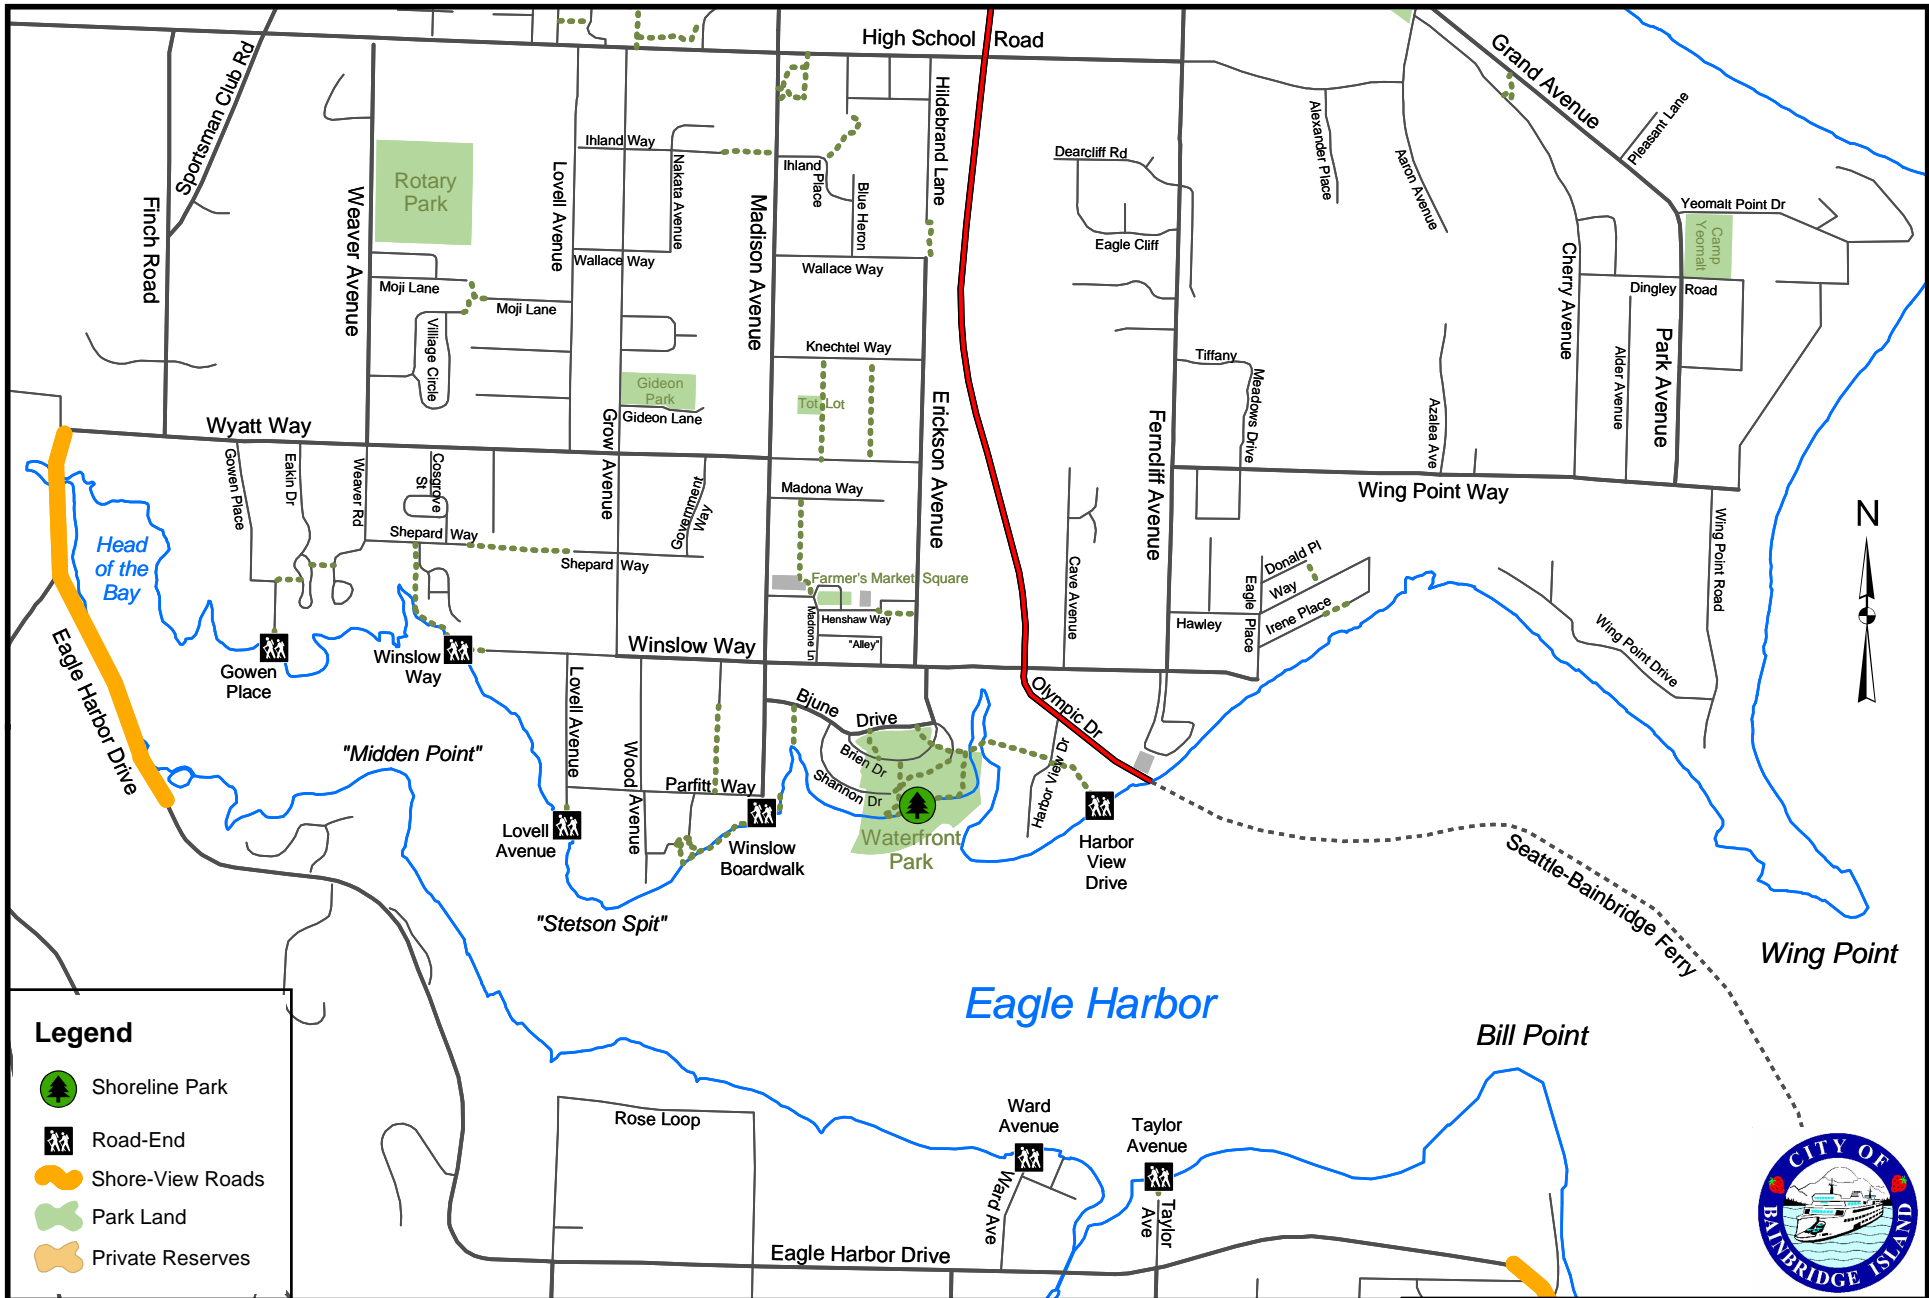 High School Road
Grand Avenue
Sportsman Club Rd
Finch Road
Weaver Avenue
Rotary
Park
Lovell Avenue
Ihland Way
Nakata Avenue
Wallace Way
Madison Avenue
Ihland
Place
Blue Heron
Hildebrand Lane
Wallace Way
Dearcliff Rd
Eagle Cliff
Alexander Place
Aaron Avenue
Pleasant Lane
Yeomalt Point Dr
Camp
Yeomalt
Dingley Road
Cherry Avenue
Park Avenue
Alder Avenue
Azalea Ave
Moji Lane
Moji Lane
Village Circle
Gideon
Park
Gideon Lane
Grow Avenue
Knechtel Way
Tot Lot
Erickson Avenue
Tiffany
Meadows Drive
Ferncliff Avenue
Wyatt Way
Gowen Place
Eakin Dr
Weaver Rd
Cosgrove
St
Shepard Way
Shepard Way
Government
Way
Madona Way
Farmer's Market Square
Madrone Ln
Henshaw Way
"Alley"
Cave Avenue
Wing Point Way
Hawley
Eagle Place
Donald Pl
Way
Irene Place
Wing Point Road
Wing Point Drive
N
Head
of the
Bay
Eagle Harbor Drive
Gowen
Place
Winslow
Way
Winslow Way
Lovell Avenue
Wood Avenue
Parfitt Way
Bjune Drive
Brien Dr
Shannon Dr
Olympic Dr
Harbor View Dr
"Midden Point"
Lovell
Avenue
Winslow
Boardwalk
Waterfront
Park
Harbor
View
Drive
"Stetson Spit"
Seattle-Bainbridge Ferry
Wing Point
Eagle Harbor
Bill Point
Legend
Shoreline Park
Road-End
Shore-View Roads
Park Land
Private Reserves
Rose Loop
Ward
Avenue
Ward Ave
Taylor
Avenue
Taylor
Ave
Eagle Harbor Drive
CITY OF
BAINBRIDGE ISLAND